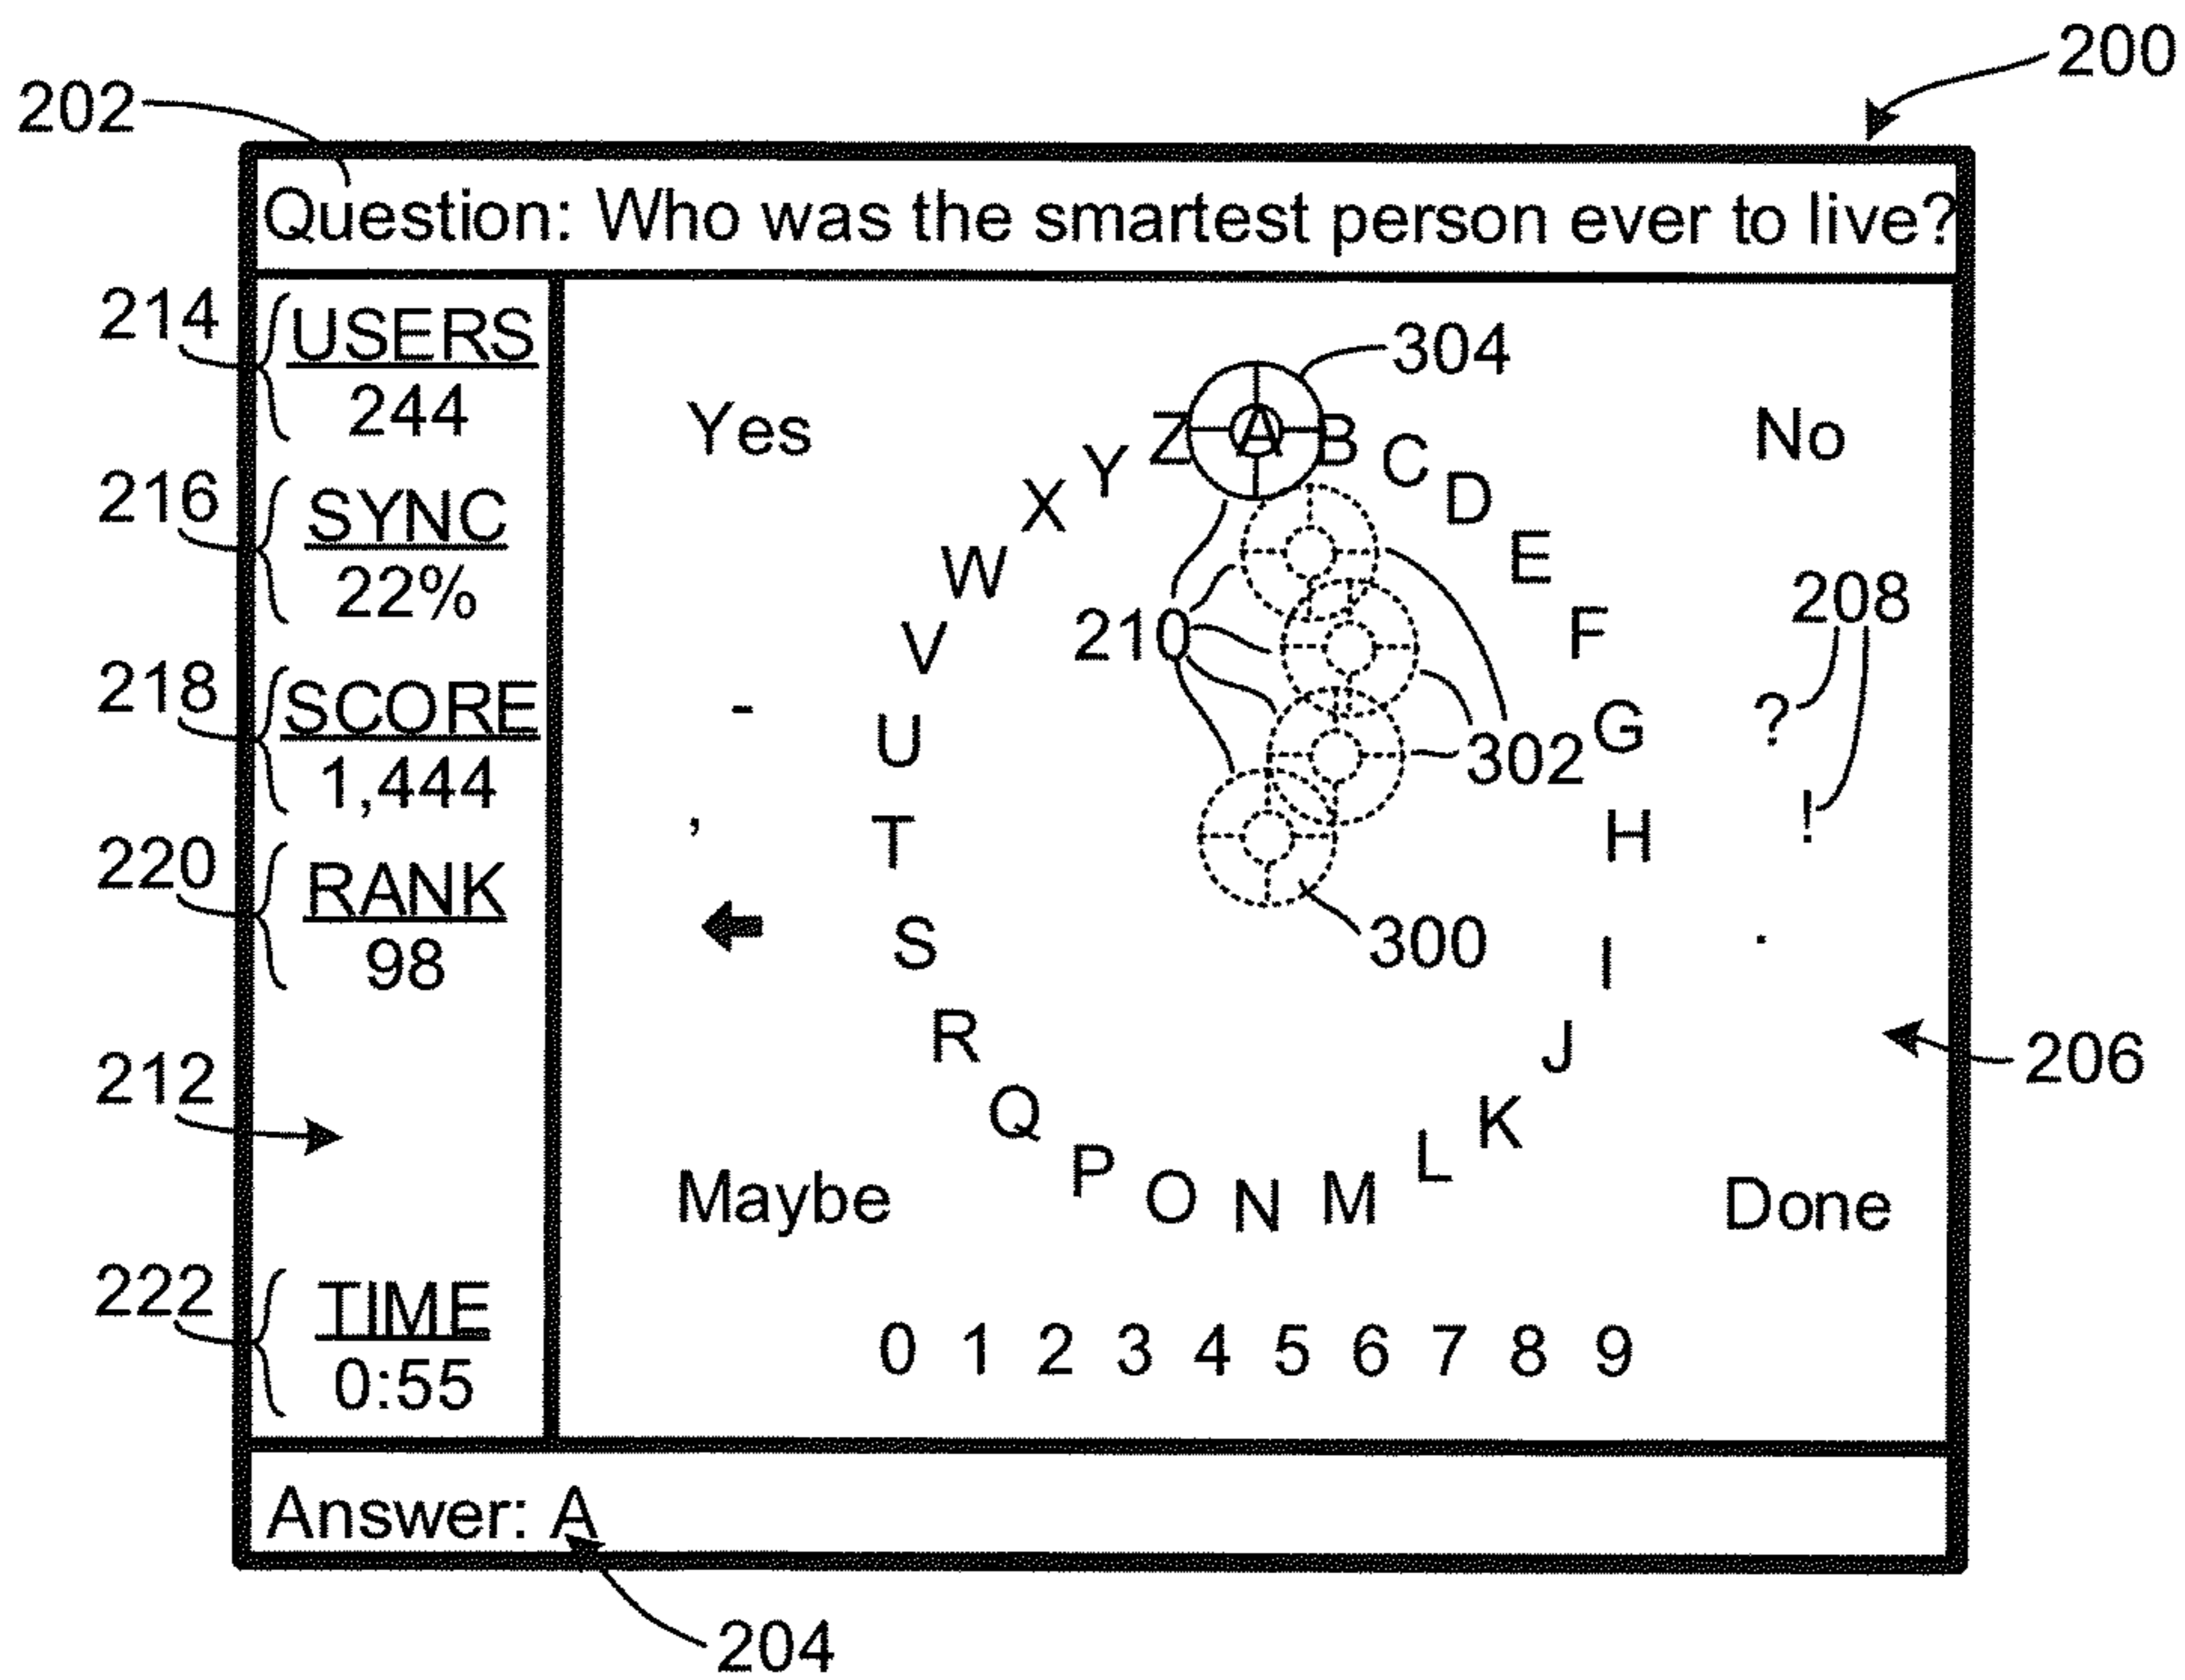 200
202
Question: Who was the smartest person ever to live?
214
USERS
244
304
Yes
Z A B
No
Y C
X D
216
SYNC
22%
W E
210
F
208
V
218
SCORE
1,444
-
U
302
G
?
,
T
H
!
220
RANK
98
S
300
I
.
R
J
206
212
Q
K
P
L
Maybe
O N M
Done
222
TIME
0:55
0 1 2 3 4 5 6 7 8 9
Answer: A
204